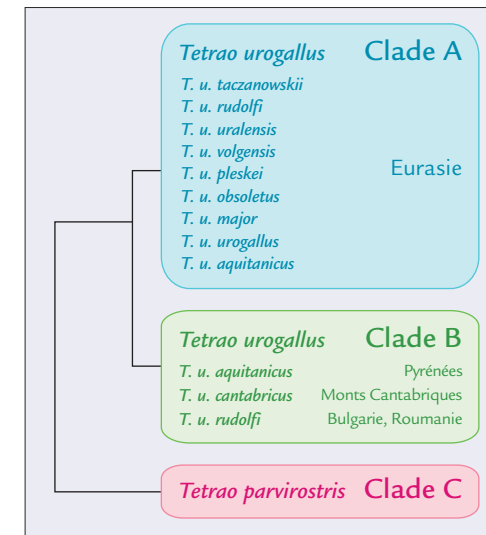 Tetrao urogallus Clade A
T. u. taczanowskii
T. u. rudolfi
T. u. uralensis
T. u. volgensis
T. u. pleskei Eurasie
T. u. obsoletus
T. u. major
T. u. urogallus
T. u. aquitanicus
Tetrao urogallus Clade B
T. u. aquitanicus Pyrénées
T. u. cantabricus Monts Cantabriques
T. u. rudolfi Bulgarie, Roumanie
Tetrao parvirostris Clade C